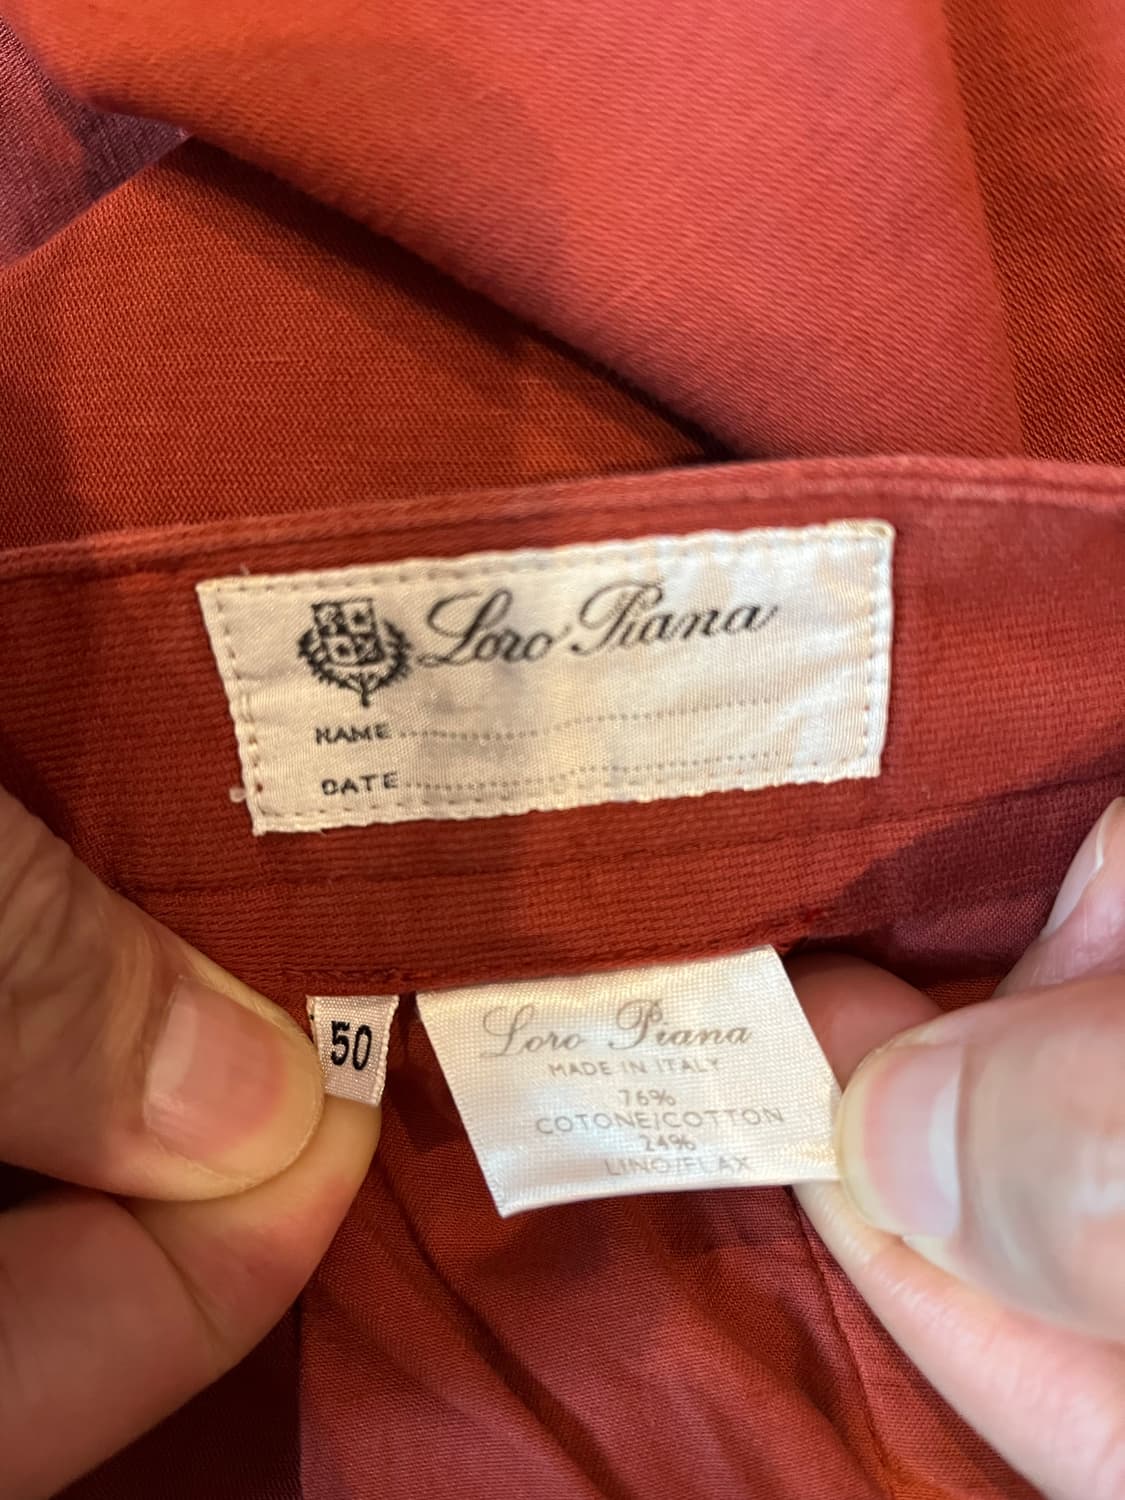 Loro Piana
NAME
DATE
50
Loro Piana
MADE IN ITALY
76%
COTONE/COTTON
24%
LINO/FLAX